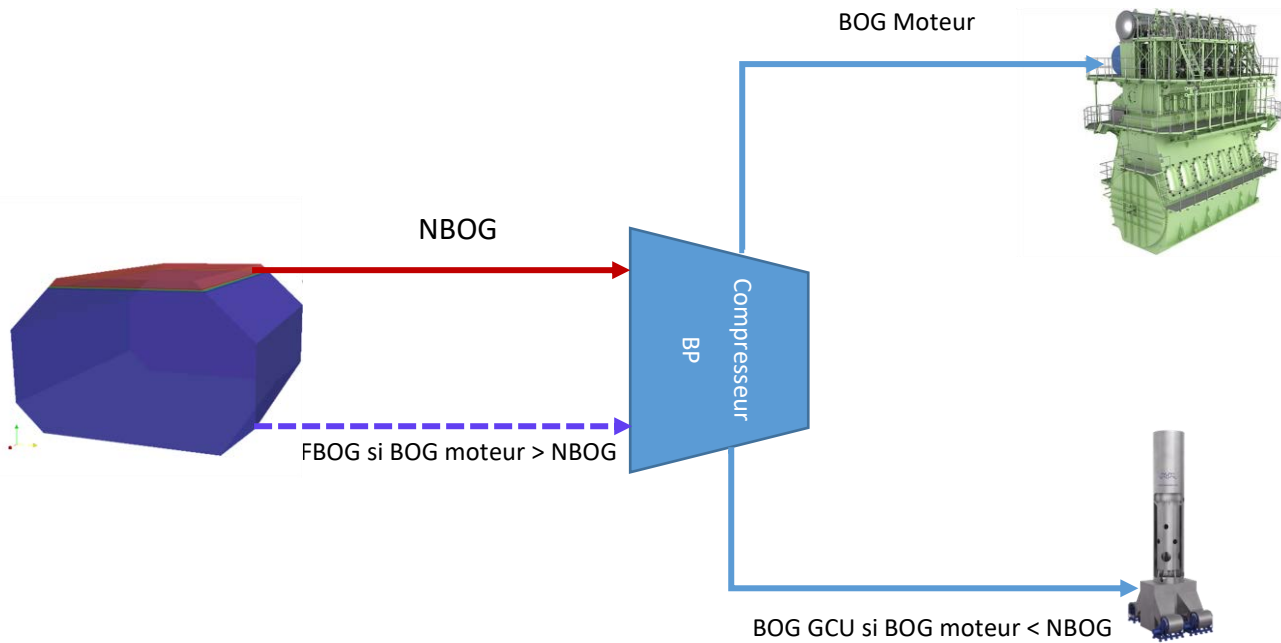 BOG Moteur
NBOG
Compresseur
BP
FBOG si BOG moteur > NBOG
BOG GCU si BOG moteur < NBOG